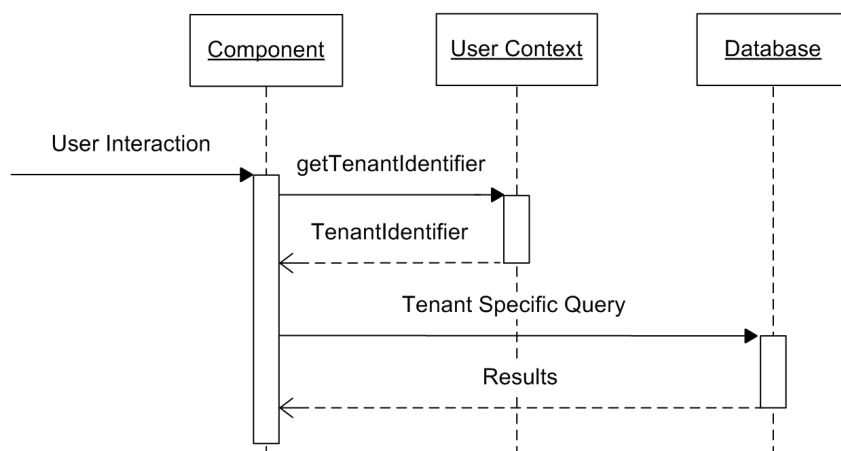 Component
User Context
Database
User Interaction
getTenantIdentifier
TenantIdentifier
Tenant Specific Query
Results